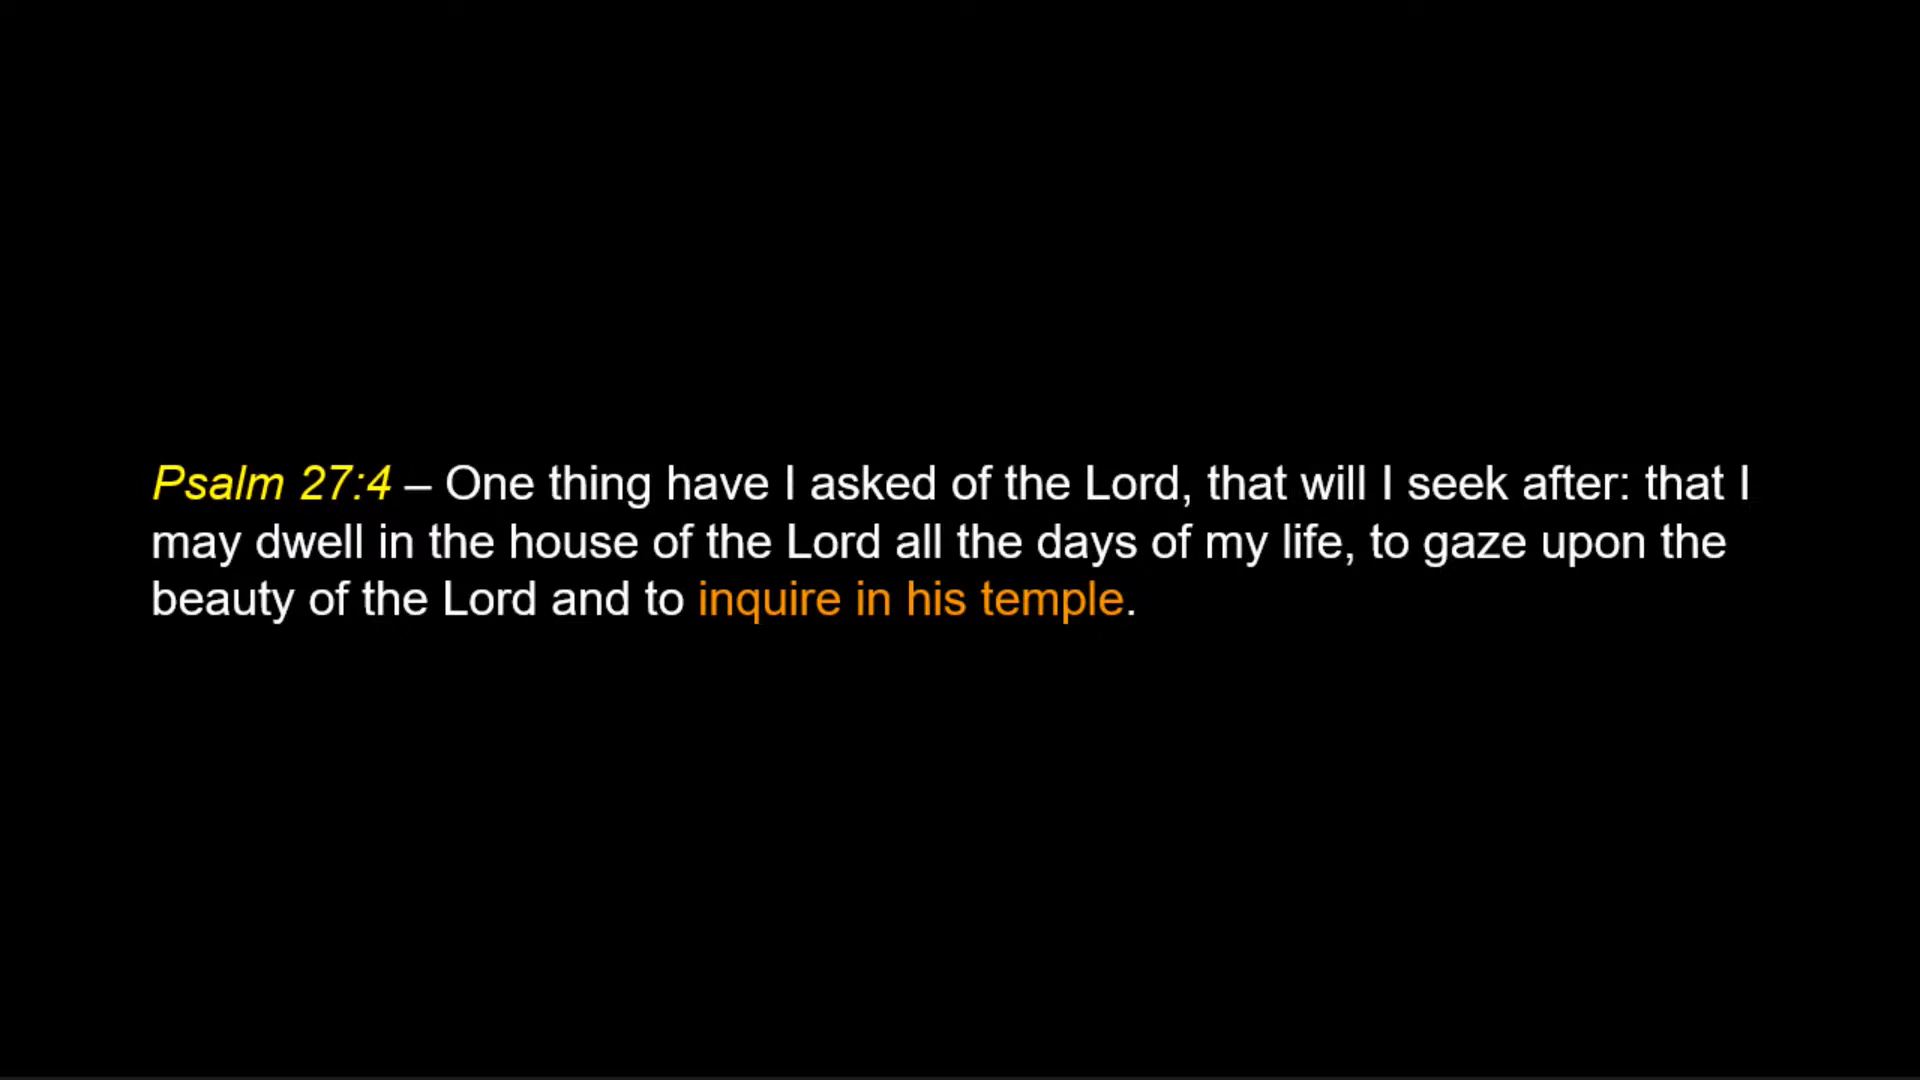 Psalm 27:4 – One thing have I asked of the Lord, that will I seek after: that I
may dwell in the house of the Lord all the days of my life, to gaze upon the
beauty of the Lord and to inquire in his temple.